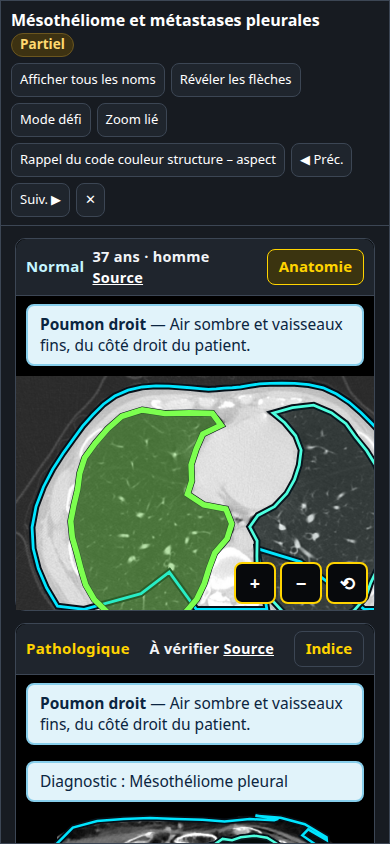 Mésothéliome et métastases pleurales
Partiel
Afficher tous les noms
Révéler les flèches
Mode défi
Zoom lié
Rappel du code couleur structure – aspect
◀ Préc.
Suiv. ▶
✕
Normal
37 ans · homme
Source
Anatomie
Poumon droit — Air sombre et vaisseaux
fins, du côté droit du patient.
+
−
⟲
Pathologique
À vérifier Source
Indice
Poumon droit — Air sombre et vaisseaux
fins, du côté droit du patient.
Diagnostic : Mésothéliome pleural